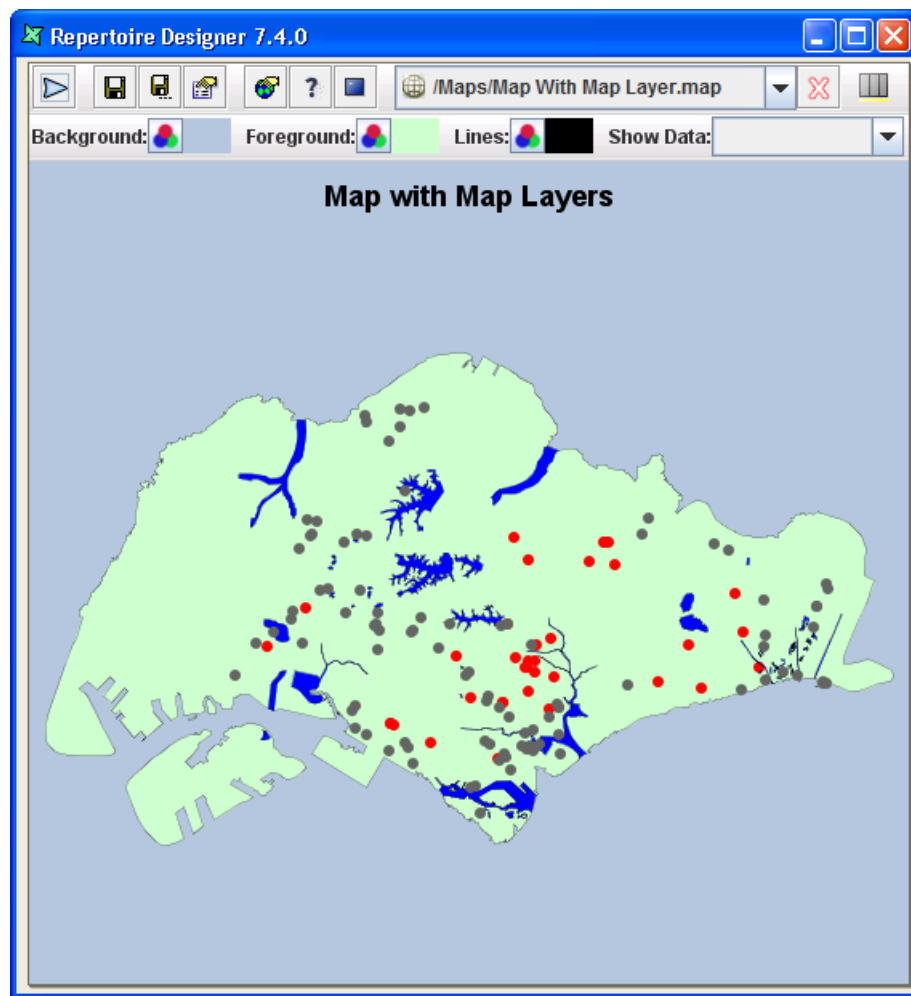 Repertoire Designer 7.4.0
? /Maps/Map With Map Layer.map
Background: Foreground: Lines: Show Data:
Map with Map Layers